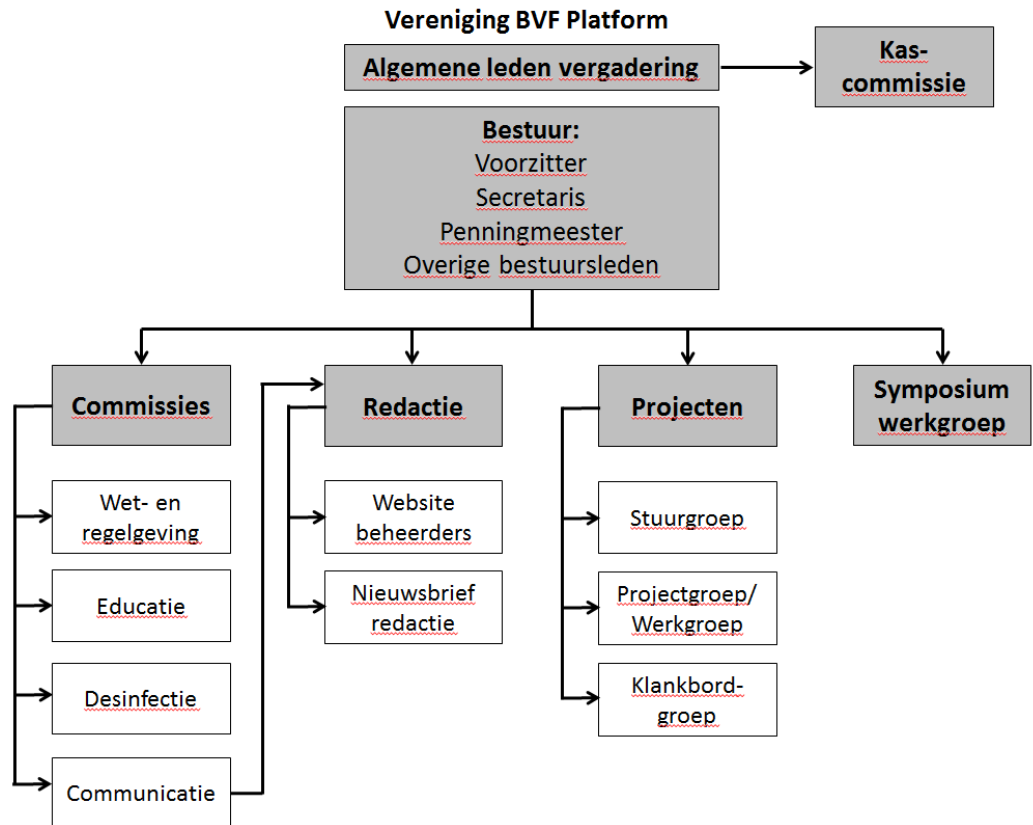 Vereniging BVF Platform
Algemene leden vergadering
Kas-
commissie
Bestuur:
Voorzitter
Secretaris
Penningmeester
Overige bestuursleden
Commissies
Redactie
Projecten
Symposium
werkgroep
Wet- en
regelgeving
Educatie
Desinfectie
Communicatie
Website
beheerders
Nieuwsbrief
redactie
Stuurgroep
Projectgroep/
Werkgroep
Klankbord-
groep